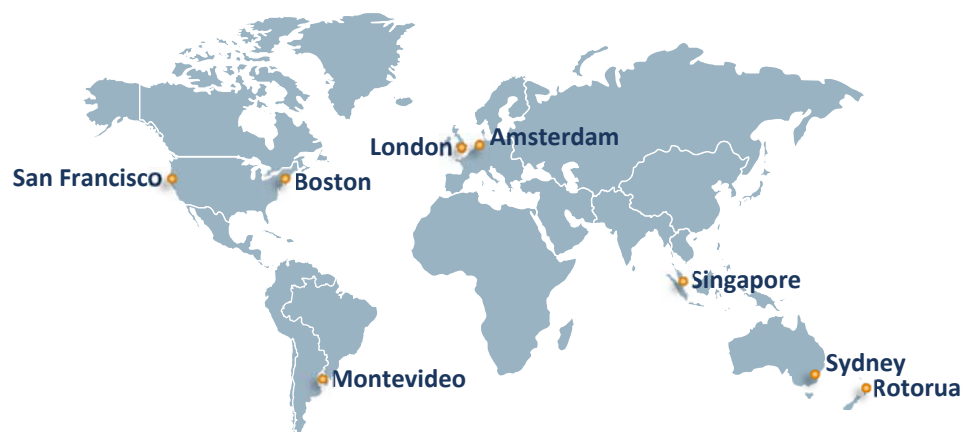 London
Amsterdam
San Francisco
Boston
Singapore
Montevideo
Sydney
Rotorua